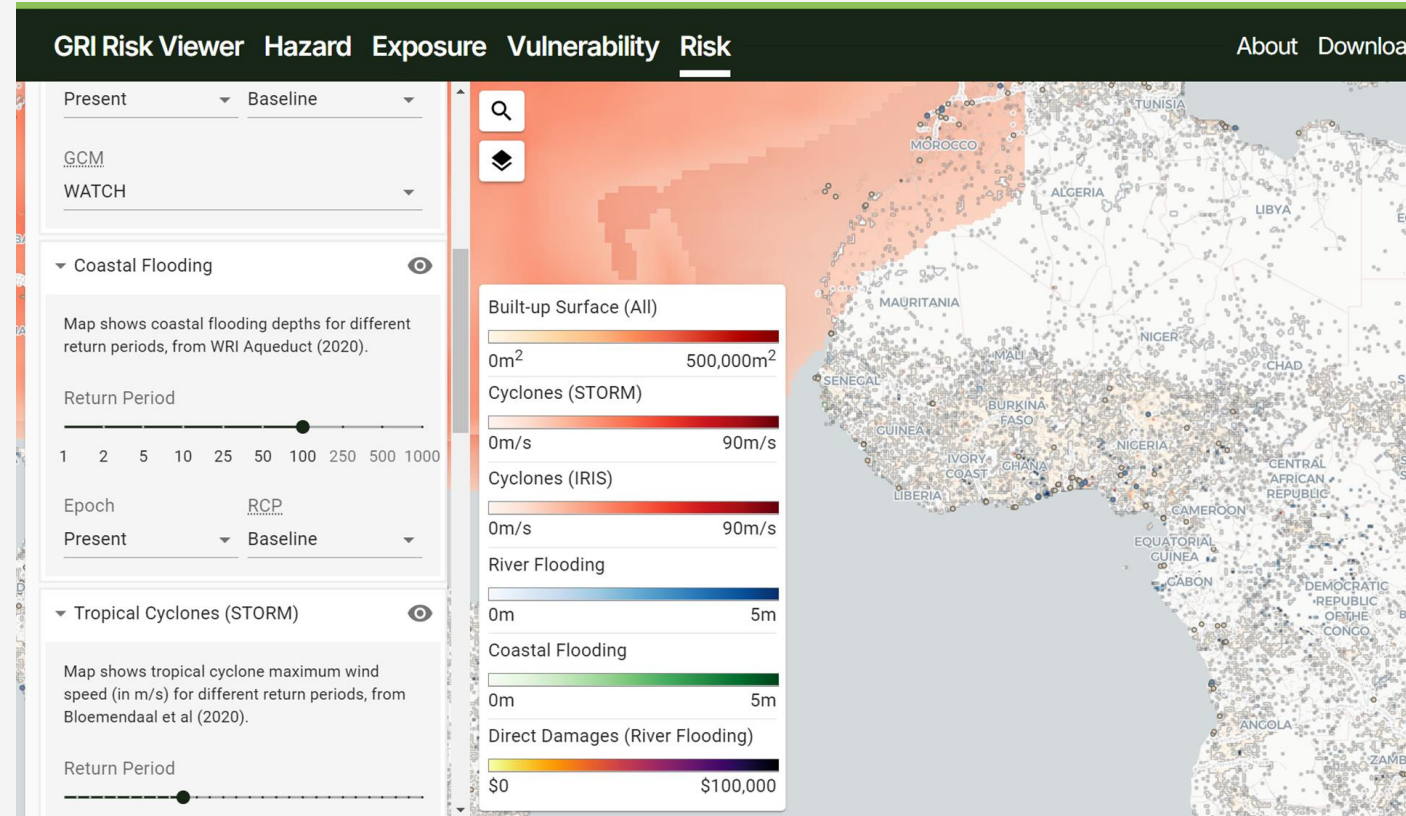 GRI Risk Viewer Hazard Exposure Vulnerability Risk
About Downloa
Present Baseline
GCM
WATCH
Coastal Flooding
Map shows coastal flooding depths for different
return periods, from WRI Aqueduct (2020).
Return Period
1 2 5 10 25 50 100 250 500 1000
Epoch RCP
Present Baseline
Tropical Cyclones (STORM)
Map shows tropical cyclone maximum wind
speed (in m/s) for different return periods, from
Bloemendaal et al (2020).
Return Period
Built-up Surface (All)
0m² 500,000m²
Cyclones (STORM)
0m/s 90m/s
Cyclones (IRIS)
0m/s 90m/s
River Flooding
0m 5m
Coastal Flooding
0m 5m
Direct Damages (River Flooding)
$0 $100,000
TUNISIA
MOROCCO
ALGERIA
LIBYA
MAURITANIA
NIGER
MALI
CHAD
SENEGAL
BURKINA
FASO
GUINEA
NIGERIA
IVORY
COAST
GHANA
CENTRAL
AFRICAN
REPUBLIC
LIBERIA
CAMEROON
EQUATORIAL
GUINEA
GABON
DEMOCRATIC
REPUBLIC
OF THE
CONGO
ANGOLA
ZAMB